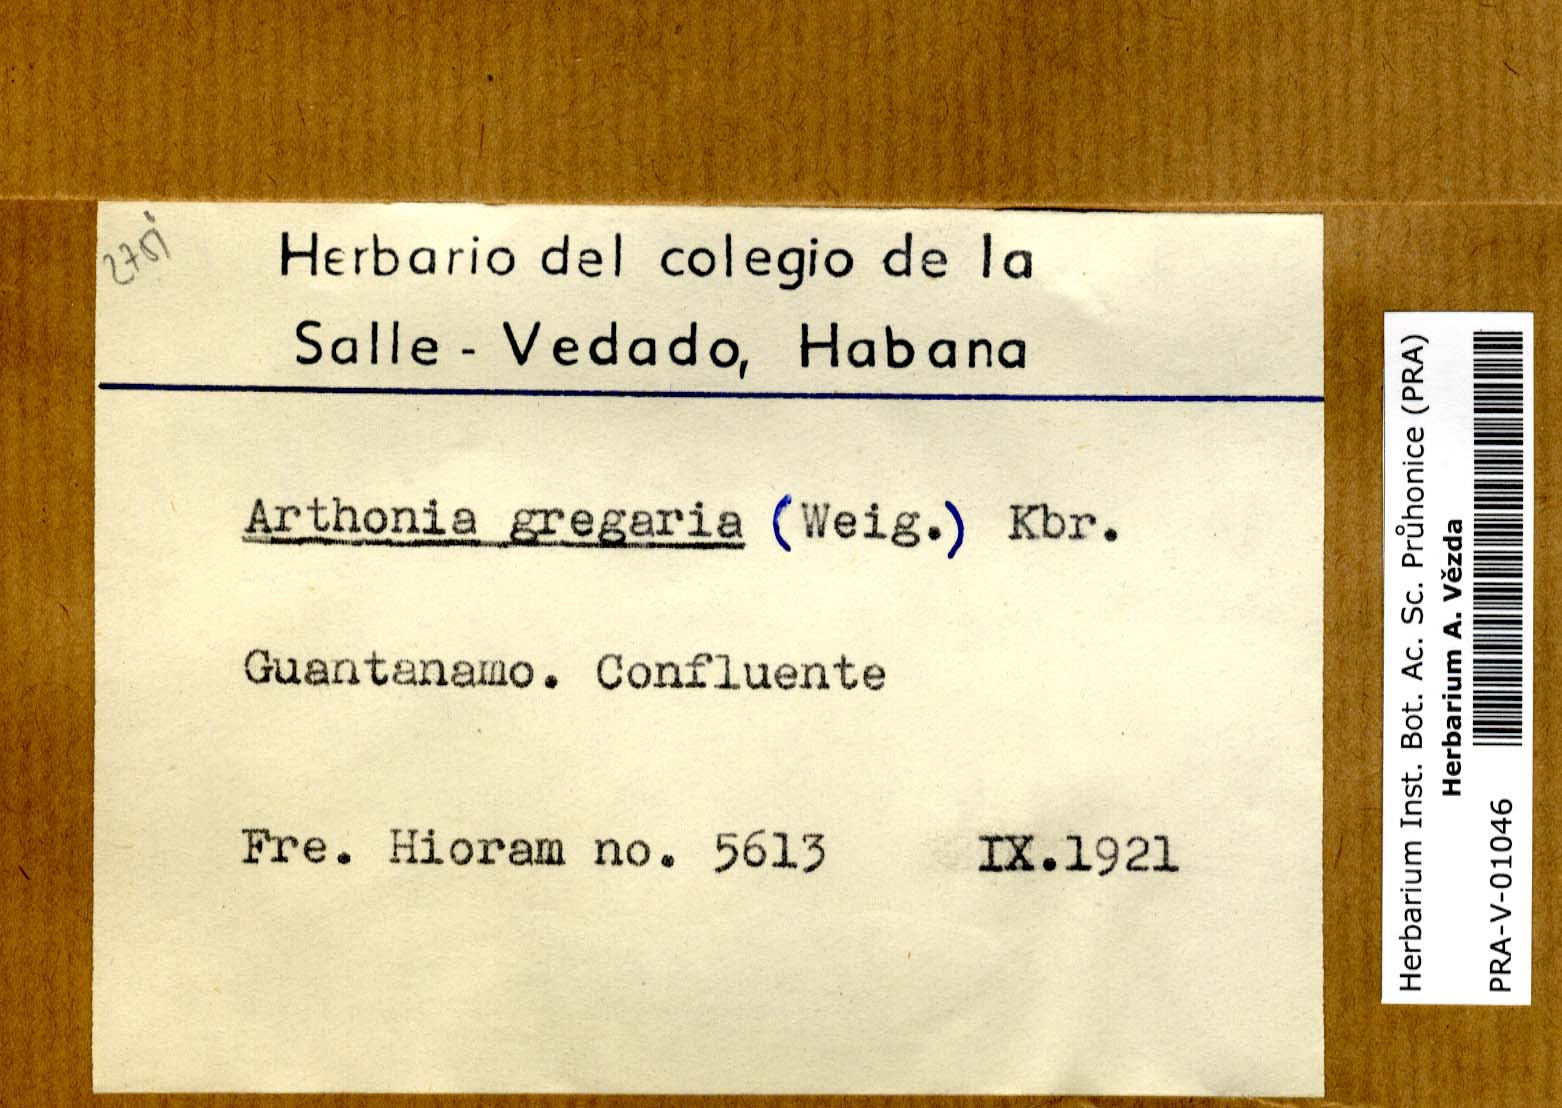 Herbario del colegio de la
Salle - Vedado, Habana
Arthonia gregaria (Weig.) Kbr.
Guantanamo. Confluente
Fre. Hioram no. 5613 IX.1921
Herbarium Inst. Bot. Ac. Sc. Průhonice (PRA)
Herbarium A. Vězda
PRA-V-01046